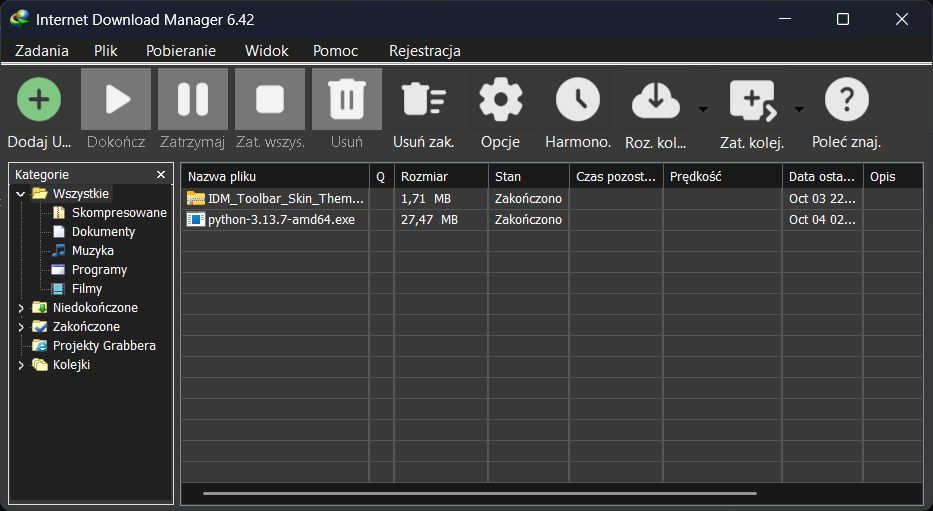 Internet Download Manager 6.42
Zadania Plik Pobieranie Widok Pomoc Rejestracja
Dodaj U... Dokończ Zatrzymaj Zat. wszys. Usuń Usuń zak. Opcje Harmono. Roz. kol... Zat. kolej. Poleć znaj.
Kategorie
Wszystkie
Skompresowane
Dokumenty
Muzyka
Programy
Filmy
Niedokończone
Zakończone
Projekty Grabbera
Kolejki
Nazwa pliku Q Rozmiar Stan Czas pozost... Prędkość Data osta... Opis
IDM_Toolbar_Skin_Them... 1,71 MB Zakończono Oct 03 22...
python-3.13.7-amd64.exe 27,47 MB Zakończono Oct 04 02...